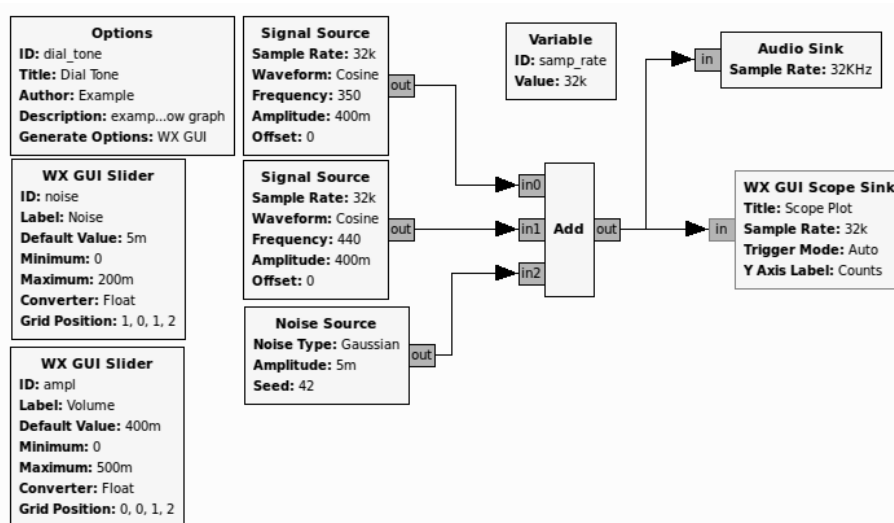 Options
ID: dial_tone
Title: Dial Tone
Author: Example
Description: examp...ow graph
Generate Options: WX GUI
WX GUI Slider
ID: noise
Label: Noise
Default Value: 5m
Minimum: 0
Maximum: 200m
Converter: Float
Grid Position: 1, 0, 1, 2
WX GUI Slider
ID: ampl
Label: Volume
Default Value: 400m
Minimum: 0
Maximum: 500m
Converter: Float
Grid Position: 0, 0, 1, 2
Signal Source
Sample Rate: 32k
Waveform: Cosine
Frequency: 350
Amplitude: 400m
Offset: 0
out
Signal Source
Sample Rate: 32k
Waveform: Cosine
Frequency: 440
Amplitude: 400m
Offset: 0
out
Noise Source
Noise Type: Gaussian
Amplitude: 5m
Seed: 42
out
Variable
ID: samp_rate
Value: 32k
in0
in1
in2
Add
out
in
Audio Sink
Sample Rate: 32KHz
in
WX GUI Scope Sink
Title: Scope Plot
Sample Rate: 32k
Trigger Mode: Auto
Y Axis Label: Counts